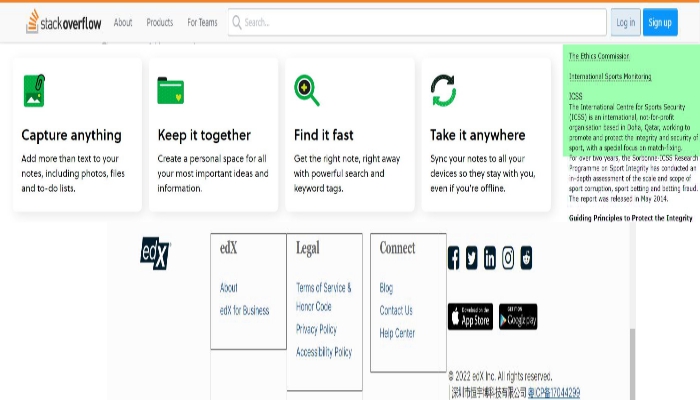 stackoverflow
About
Products
For Teams
Search...
Log in
Sign up
Capture anything
Add more than text to your
notes, including photos, files
and to-do lists.
Keep it together
Create a personal space for all
your most important ideas and
information.
Find it fast
Get the right note, right away
with powerful search and
keyword tags.
Take it anywhere
Sync your notes to all your
devices so they stay with you,
even if you're offline.
The Ethics Commission
International Sports Monitoring
ICSS
The International Centre for Sports Security
(ICSS) is an international, not-for-profit
organisation based in Doha, Qatar, working to
promote and protect the integrity and security of
sport, with a special focus on match-fixing.
For over two years, the Sorbonne-ICSS Research
Programme on Sport Integrity has conducted an
in-depth assessment of the scale and scope of
sport corruption, sport betting and betting fraud.
The report was released in May 2014.
Guiding Principles to Protect the Integrity
edX
edX
About
edX for Business
Legal
Terms of Service &
Honor Code
Privacy Policy
Accessibility Policy
Connect
Blog
Contact Us
Help Center
Download on the
App Store
GET IT ON
Google play
© 2022 edX Inc. All rights reserved.
深圳市恒宇博科技有限公司 粤ICP备17044299